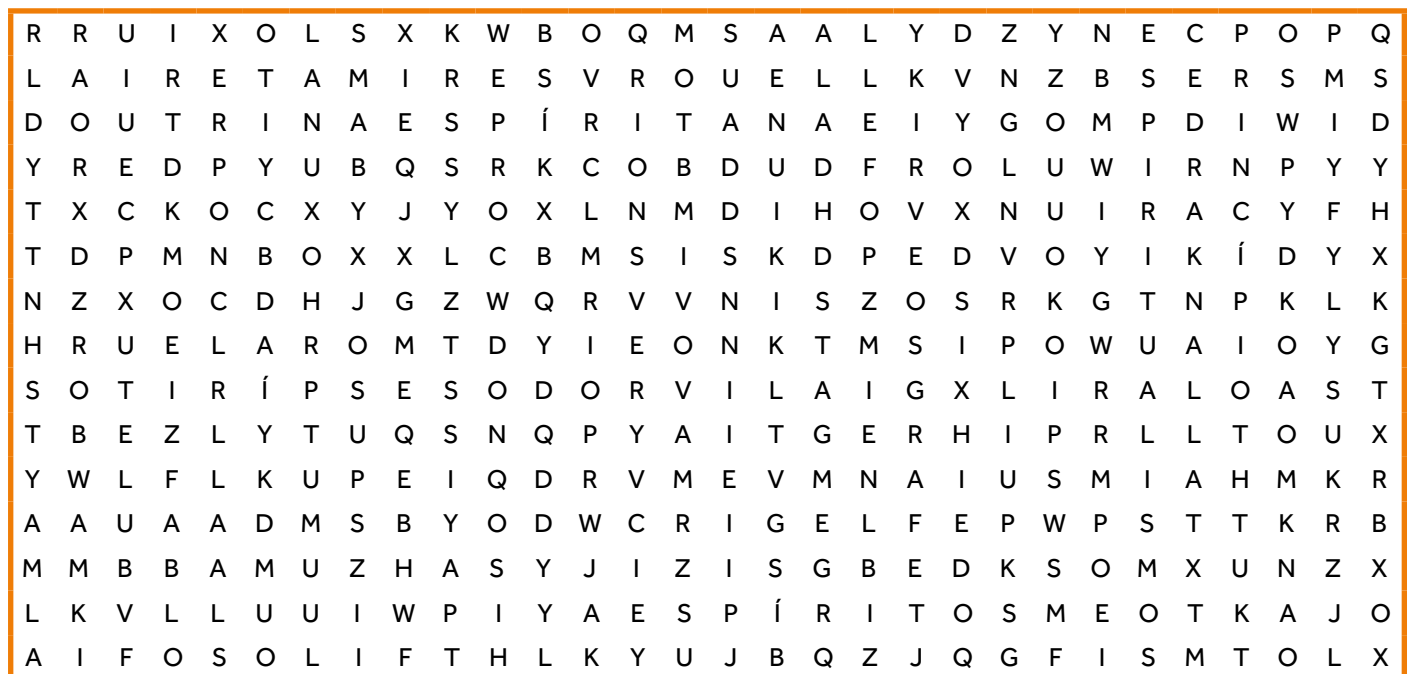 R R U I X O L S X K W B O Q M S A A L Y D Z Y N E C P O P Q
L A I R E T A M I R E S V R O U E L L K V N Z B S E R S M S
D O U T R I N A E S P Í R I T A N A E I Y G O M P D I W I D
Y R E D P Y U B Q S R K C O B D U D F R O L U W I R N P Y Y
T X C K O C X Y J Y O X L N M D I H O V X N U I R A C Y F H
T D P M N B O X X L C B M S I S K D P E D V O Y I K Í D Y X
N Z X O C D H J G Z W Q R V V N I S Z O S R K G T N P K L K
H R U E L A R O M T D Y I E O N K T M S I P O W U A I O Y G
S O T I R Í P S E S O D O R V I L A I G X L I R A L O A S T
T B E Z L Y T U Q S N Q P Y A I T G E R H I P R L L T O U X
Y W L F L K U P E I Q D R V M E V M N A I U S M I A H M K R
A A U A A D M S B Y O D W C R I G E L F E P W P S T T K R B
M M B B A M U Z H A S Y J I Z I S G B E D K S O M X U N Z X
L K V L L U U I W P I Y A E S P Í R I T O S M E O T K A J O
A I F O S O L I F T H L K Y U J B Q Z J Q G F I S M T O L X